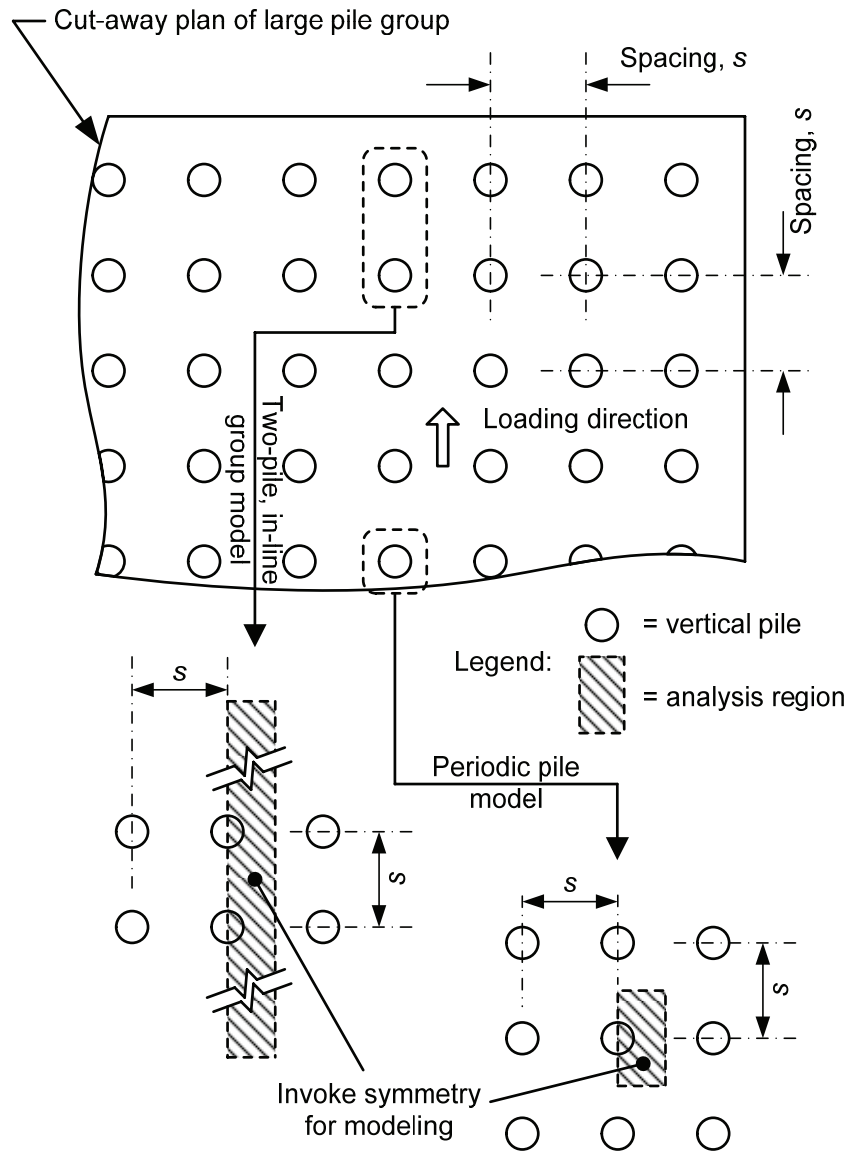 Cut-away plan of large pile group
Spacing, s
Spacing, s
Loading direction
Two-pile, in-line
group model
= vertical pile
Legend:
= analysis region
s
Periodic pile
model
s
s
s
Invoke symmetry
for modeling